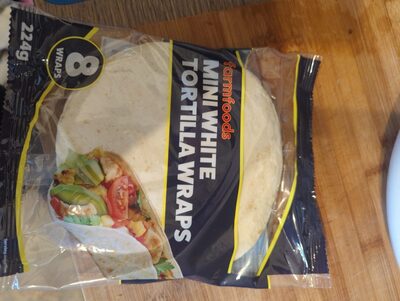 farmfoods
MINI WHITE
TORTILLA WRAPS
8
WRAPS
224g